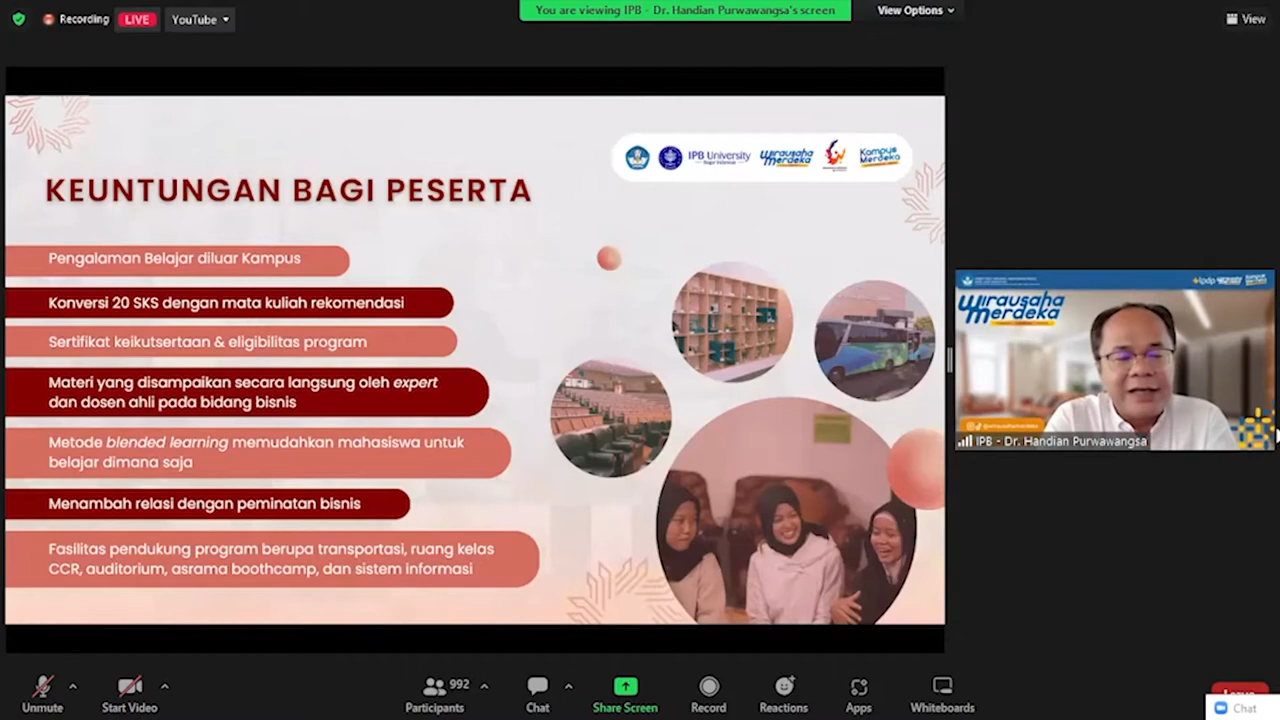 Recording
LIVE
YouTube
You are viewing IPB - Dr. Handian Purwawangsa's screen
View Options
View
IPB University
Wirausaha
Merdeka
Kampus
Merdeka
KEUNTUNGAN BAGI PESERTA
Pengalaman Belajar diluar Kampus
Konversi 20 SKS dengan mata kuliah rekomendasi
Sertifikat keikutsertaan & eligibilitas program
Materi yang disampaikan secara langsung oleh expert
dan dosen ahli pada bidang bisnis
Metode blended learning memudahkan mahasiswa untuk
belajar dimana saja
Menambah relasi dengan peminatan bisnis
Fasilitas pendukung program berupa transportasi, ruang kelas
CCR, auditorium, asrama boothcamp, dan sistem informasi
lpdp
Wirausaha
Merdeka
IPB - Dr. Handian Purwawangsa
Unmute
Start Video
992
Participants
Chat
Share Screen
Record
Reactions
Apps
Whiteboards
Leave
Chat